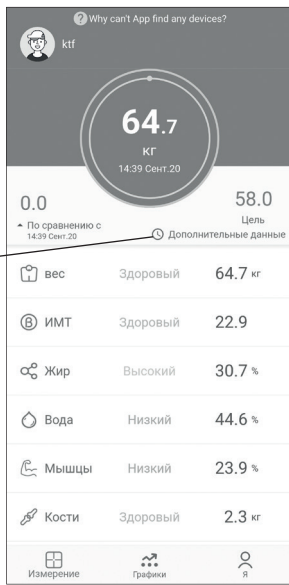 Why can't App find any devices?
ktf
64.7
кг
14:39 Сент.20
0.0
58.0
Цель
По сравнению с
14:39 Сент.20
Дополнительные данные
вес Здоровый 64.7 кг
B ИМТ Здоровый 22.9
Жир Высокий 30.7 %
Вода Низкий 44.6 %
Мышцы Низкий 23.9 %
Кости Здоровый 2.3 кг
Измерение Графики Я